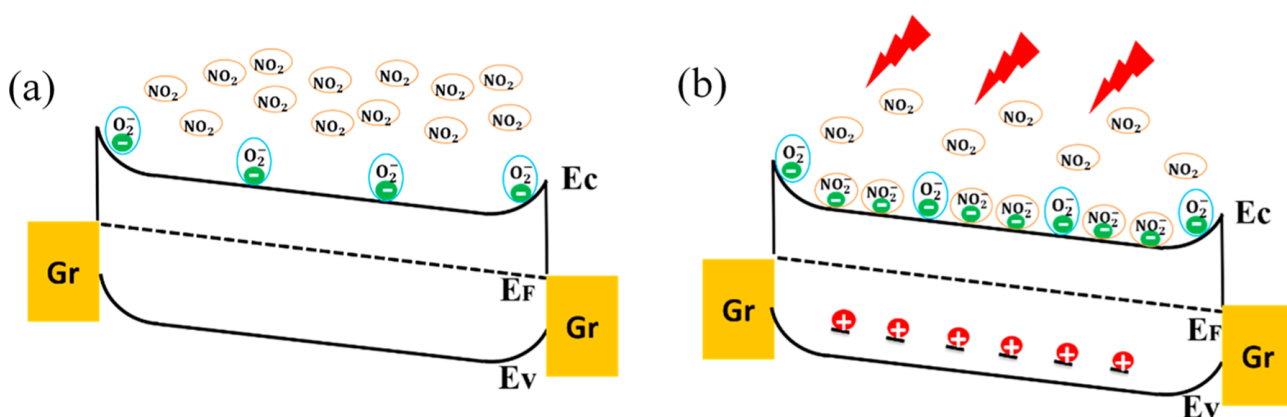 (a)
NO₂ NO₂ NO₂ NO₂ NO₂ NO₂ NO₂
NO₂ NO₂ NO₂ NO₂ NO₂ NO₂ NO₂
O₂⁻ O₂⁻ O₂⁻ O₂⁻
− − − −
Ec
Gr
EF
Gr
Ev
(b)
NO₂ NO₂ NO₂
NO₂ NO₂ NO₂ NO₂
O₂⁻ NO₂⁻ NO₂⁻ O₂⁻ NO₂⁻ NO₂⁻ O₂⁻ NO₂⁻ NO₂⁻ O₂⁻
− − − − − − − − − −
Ec
Gr
EF
+ + + + + +
Gr
Ev